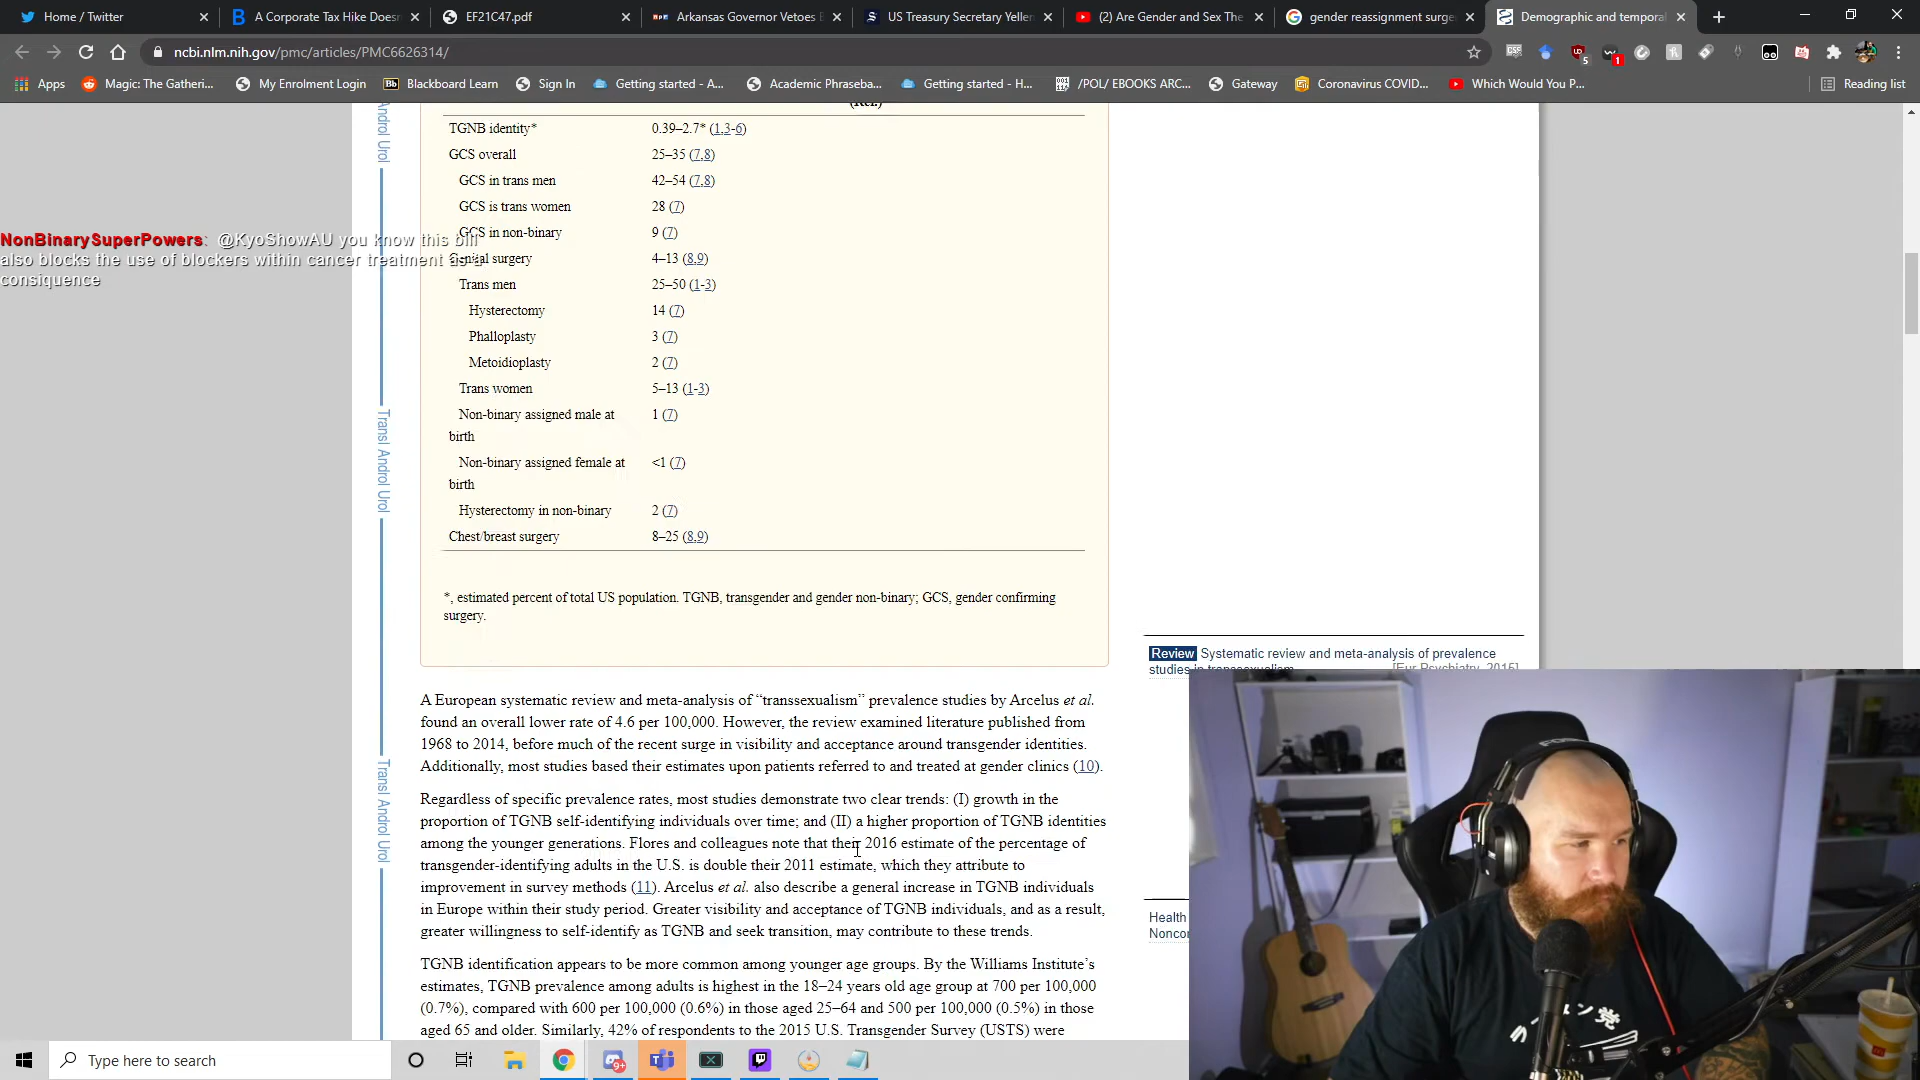 Home / Twitter
A Corporate Tax Hike Doesn
EF21C47.pdf
Arkansas Governor Vetoes B
US Treasury Secretary Yeller
(2) Are Gender and Sex The
gender reassignment surge
Demographic and tempora
ncbi.nlm.nih.gov/pmc/articles/PMC6626314/
Apps
Magic: The Gatheri...
My Enrolment Login
Blackboard Learn
Sign In
Getting started - A...
Academic Phraseba...
Getting started - H...
/POL/ EBOOKS ARC...
Gateway
Coronavirus COVID...
Which Would You P...
Reading list
TGNB identity* 0.39–2.7* (1,3-6)
GCS overall 25–35 (7,8)
GCS in trans men 42–54 (7,8)
GCS is trans women 28 (7)
GCS in non-binary 9 (7)
Genital surgery 4–13 (8,9)
Trans men 25–50 (1-3)
Hysterectomy 14 (7)
Phalloplasty 3 (7)
Metoidioplasty 2 (7)
Trans women 5–13 (1-3)
Non-binary assigned male at 1 (7)
birth
Non-binary assigned female at <1 (7)
birth
Hysterectomy in non-binary 2 (7)
Chest/breast surgery 8–25 (8,9)
*, estimated percent of total US population. TGNB, transgender and gender non-binary; GCS, gender confirming
surgery.
NonBinarySuperPowers: @KyoShowAU you know this bill
also blocks the use of blockers within cancer treatment as a
consiquence
Androl Urol
Transl Androl Urol
Transl Androl Urol
A European systematic review and meta-analysis of “transsexualism” prevalence studies by Arcelus et al.
found an overall lower rate of 4.6 per 100,000. However, the review examined literature published from
1968 to 2014, before much of the recent surge in visibility and acceptance around transgender identities.
Additionally, most studies based their estimates upon patients referred to and treated at gender clinics (10).
Regardless of specific prevalence rates, most studies demonstrate two clear trends: (I) growth in the
proportion of TGNB self-identifying individuals over time; and (II) a higher proportion of TGNB identities
among the younger generations. Flores and colleagues note that their 2016 estimate of the percentage of
transgender-identifying adults in the U.S. is double their 2011 estimate, which they attribute to
improvement in survey methods (11). Arcelus et al. also describe a general increase in TGNB individuals
in Europe within their study period. Greater visibility and acceptance of TGNB individuals, and as a result,
greater willingness to self-identify as TGNB and seek transition, may contribute to these trends.
TGNB identification appears to be more common among younger age groups. By the Williams Institute’s
estimates, TGNB prevalence among adults is highest in the 18–24 years old age group at 700 per 100,000
(0.7%), compared with 600 per 100,000 (0.6%) in those aged 25–64 and 500 per 100,000 (0.5%) in those
aged 65 and older. Similarly, 42% of respondents to the 2015 U.S. Transgender Survey (USTS) were
Review Systematic review and meta-analysis of prevalence
studies in transsexualism. [Eur Psychiatry. 2015]
Health
Noncon
Type here to search